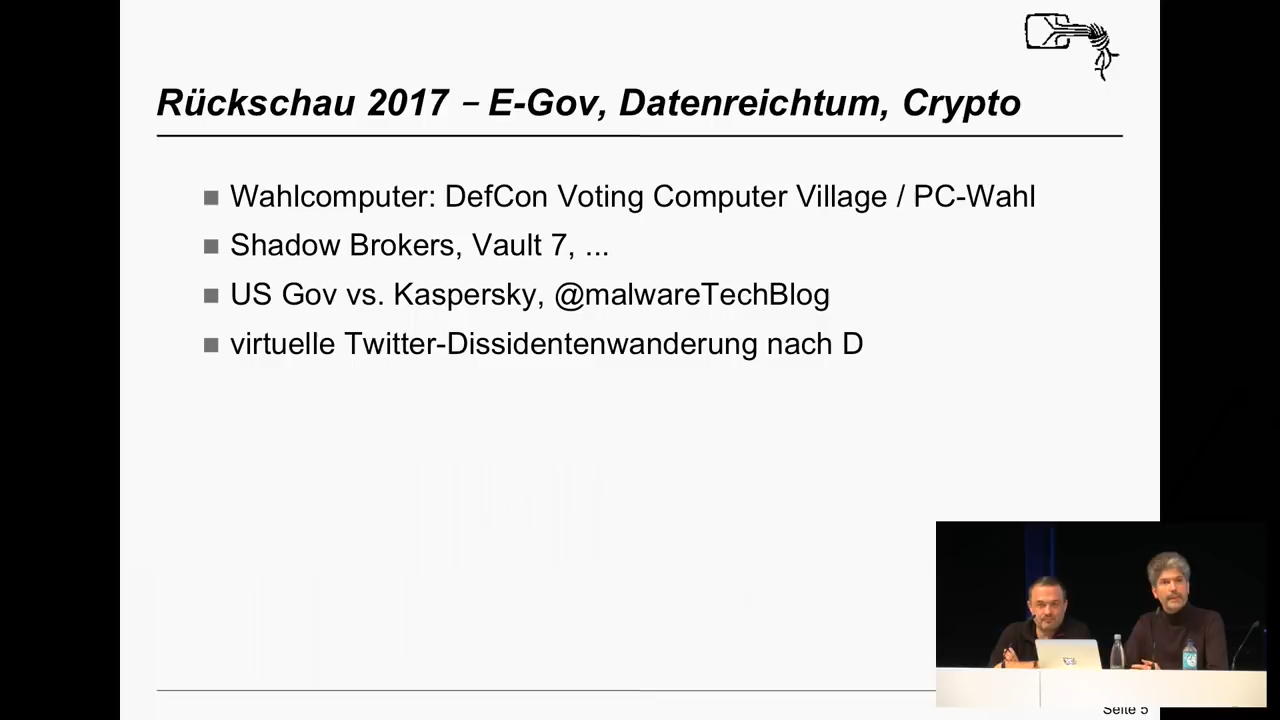 Rückschau 2017 – E-Gov, Datenreichtum, Crypto
Wahlcomputer: DefCon Voting Computer Village / PC-Wahl
Shadow Brokers, Vault 7, ...
US Gov vs. Kaspersky, @malwareTechBlog
virtuelle Twitter-Dissidentenwanderung nach D
Seite 5